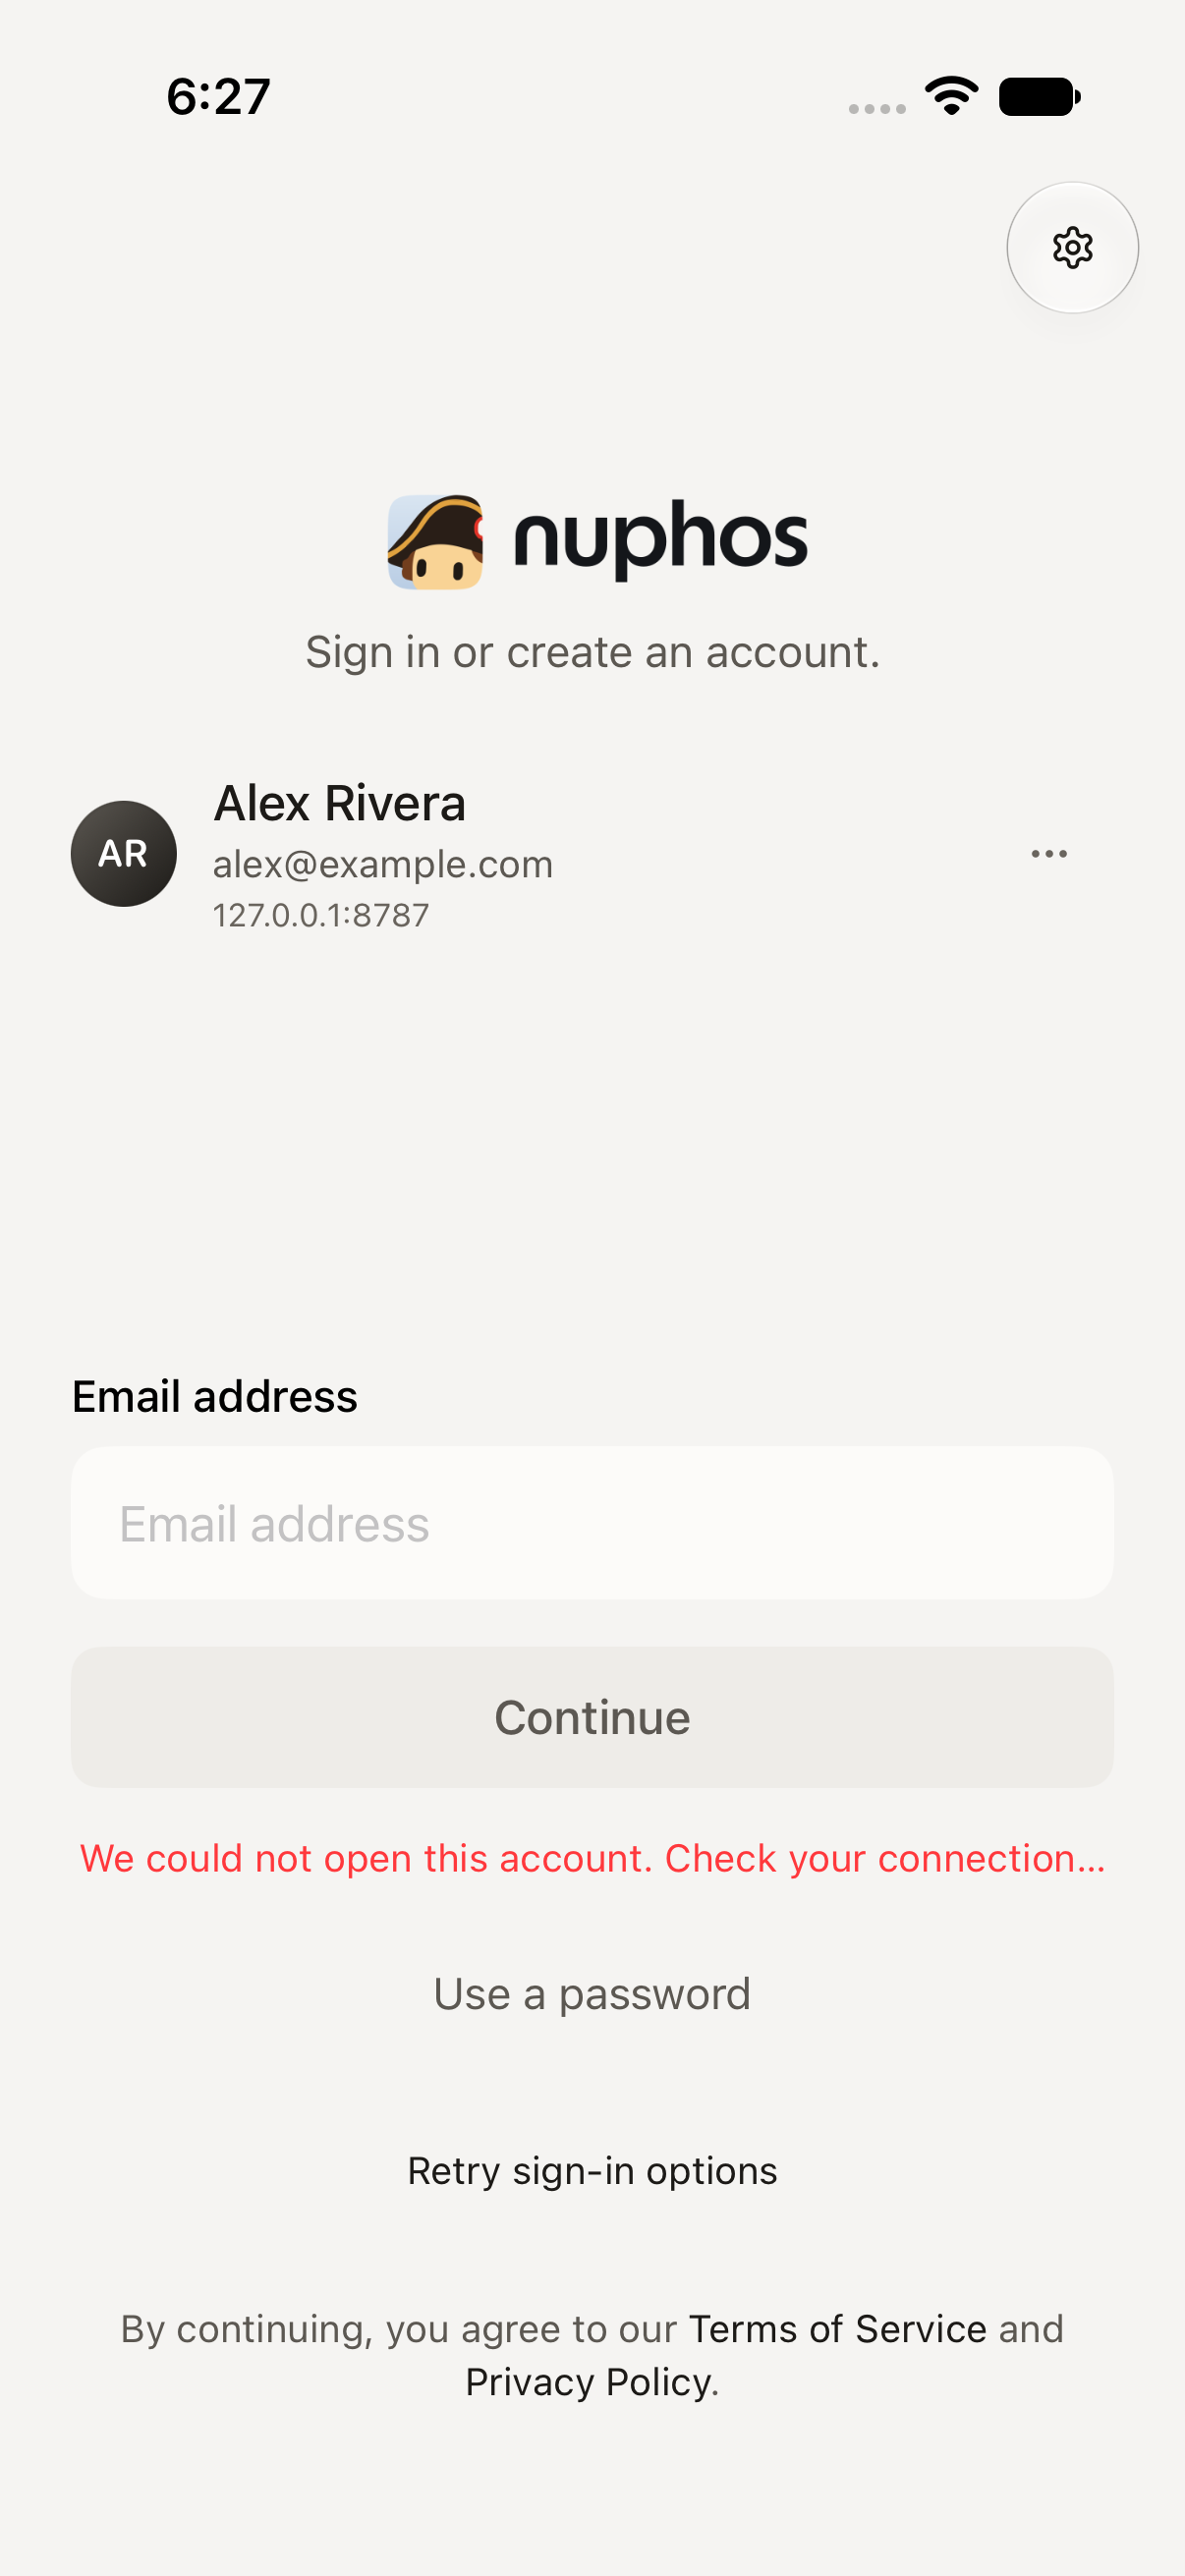 6:27
nuphos
Sign in or create an account.
AR
Alex Rivera
alex@example.com
127.0.0.1:8787
Email address
Email address
Continue
We could not open this account. Check your connection...
Use a password
Retry sign-in options
By continuing, you agree to our Terms of Service and
Privacy Policy.